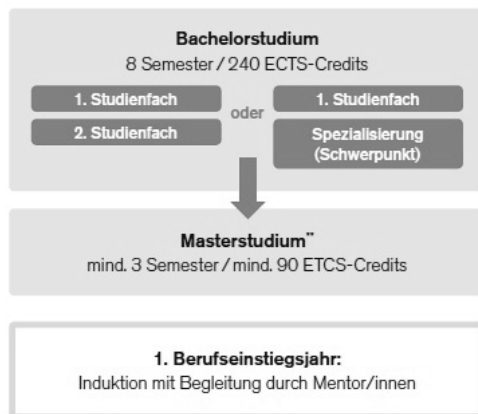 Bachelorstudium
8 Semester / 240 ECTS-Credits
1. Studienfach
2. Studienfach
oder
1. Studienfach
Spezialisierung
(Schwerpunkt)
Masterstudium**
mind. 3 Semester / mind. 90 ETCS-Credits
1. Berufseinstiegsjahr:
Induktion mit Begleitung durch Mentor/innen